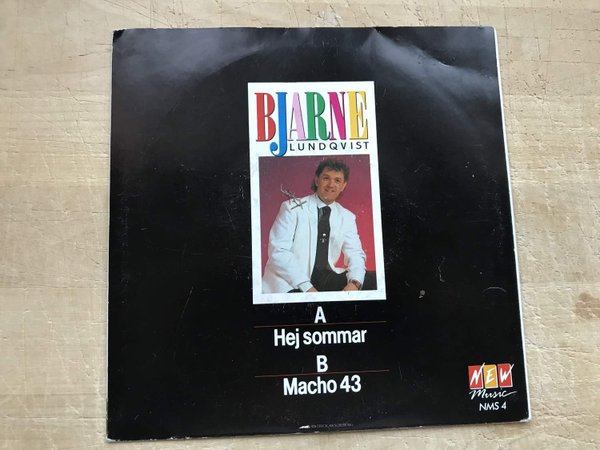 BJARNE
LUNDQVIST
A
Hej sommar
B
Macho 43
NEW
Music
NMS 4